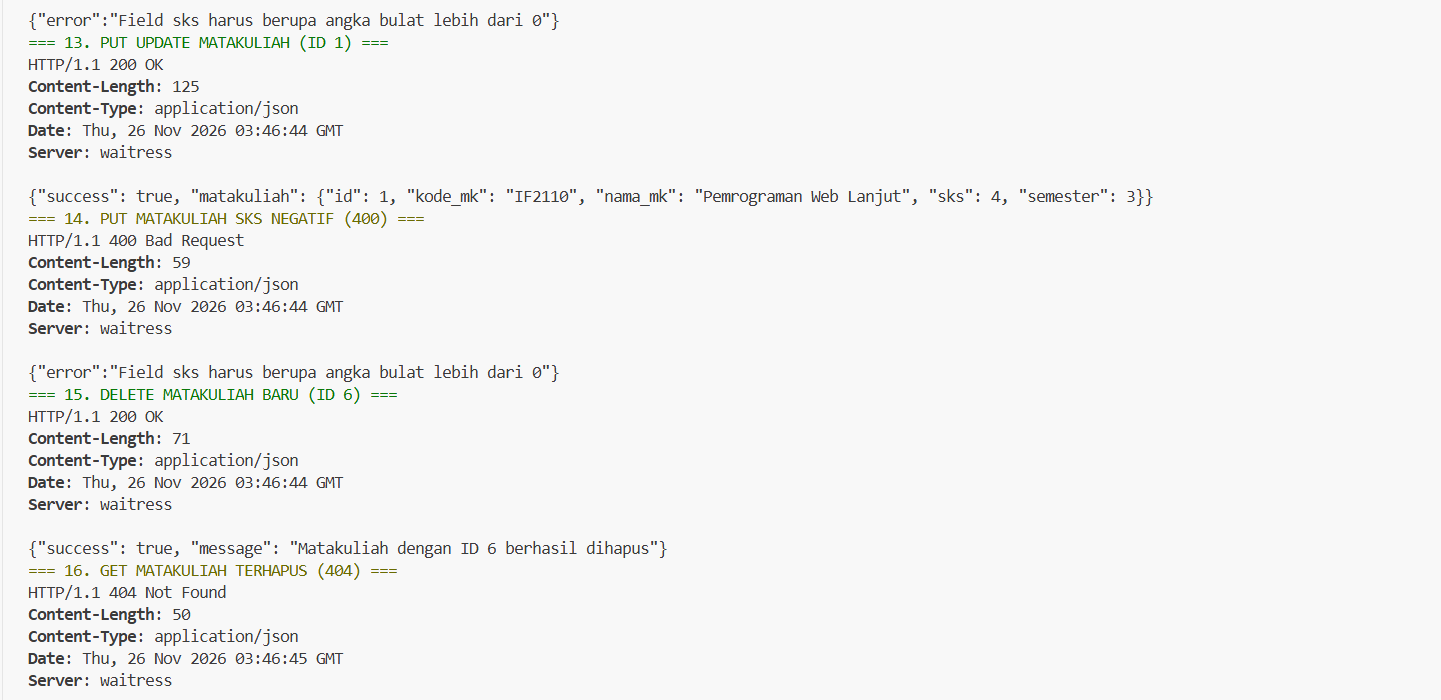 {"error":"Field sks harus berupa angka bulat lebih dari 0"}
=== 13. PUT UPDATE MATAKULIAH (ID 1) ===
HTTP/1.1 200 OK
Content-Length: 125
Content-Type: application/json
Date: Thu, 26 Nov 2026 03:46:44 GMT
Server: waitress
{"success": true, "matakuliah": {"id": 1, "kode_mk": "IF2110", "nama_mk": "Pemrograman Web Lanjut", "sks": 4, "semester": 3}}
=== 14. PUT MATAKULIAH SKS NEGATIF (400) ===
HTTP/1.1 400 Bad Request
Content-Length: 59
Content-Type: application/json
Date: Thu, 26 Nov 2026 03:46:44 GMT
Server: waitress
{"error":"Field sks harus berupa angka bulat lebih dari 0"}
=== 15. DELETE MATAKULIAH BARU (ID 6) ===
HTTP/1.1 200 OK
Content-Length: 71
Content-Type: application/json
Date: Thu, 26 Nov 2026 03:46:44 GMT
Server: waitress
{"success": true, "message": "Matakuliah dengan ID 6 berhasil dihapus"}
=== 16. GET MATAKULIAH TERHAPUS (404) ===
HTTP/1.1 404 Not Found
Content-Length: 50
Content-Type: application/json
Date: Thu, 26 Nov 2026 03:46:45 GMT
Server: waitress